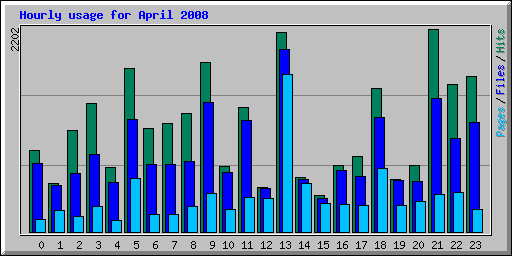 Hourly usage for April 2008
2202
Pages / Files / Hits
0 1 2 3 4 5 6 7 8 9 10 11 12 13 14 15 16 17 18 19 20 21 22 23